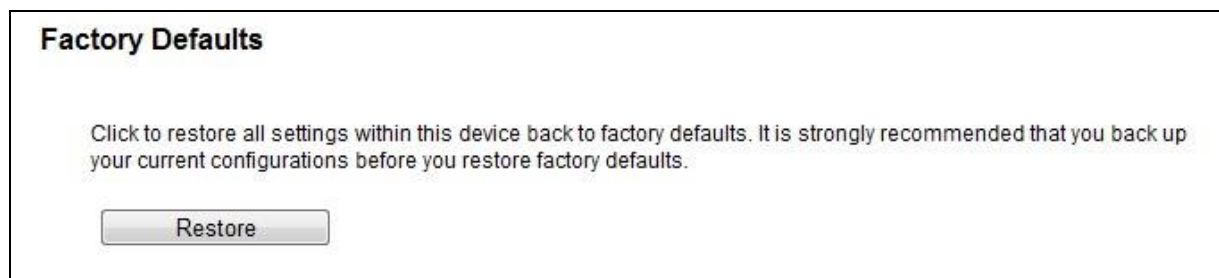 Factory Defaults
Click to restore all settings within this device back to factory defaults. It is strongly recommended that you back up
your current configurations before you restore factory defaults.
Restore